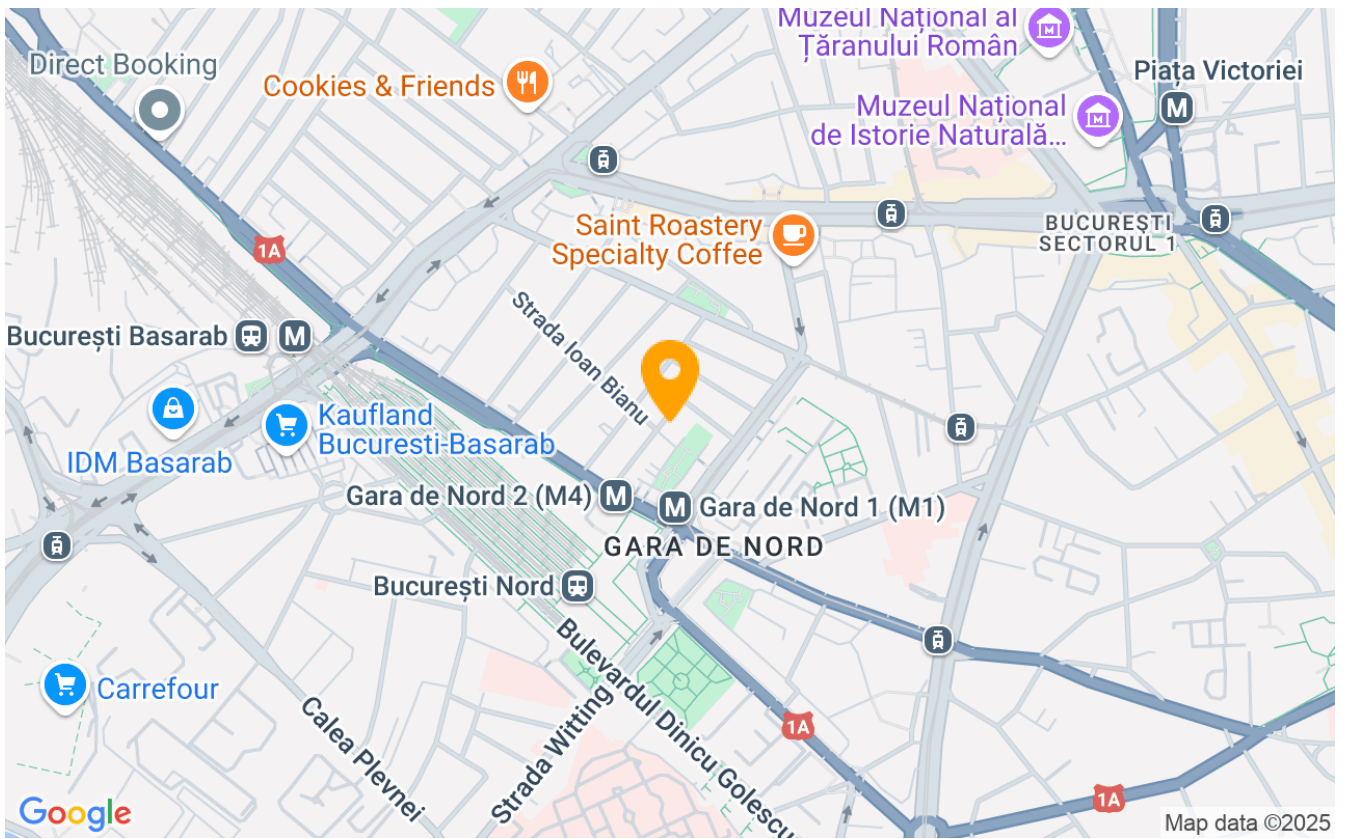 Muzeul Național al
Țăranului Român
Direct Booking
Cookies & Friends
Piața Victoriei
M
Muzeul Național
de Istorie Naturală...
Saint Roastery
Specialty Coffee
BUCUREȘTI
SECTORUL 1
1A
Strada Ioan Bianu
București Basarab
M
Kaufland
Bucuresti-Basarab
IDM Basarab
Gara de Nord 2 (M4)
M
M
Gara de Nord 1 (M1)
GARA DE NORD
București Nord
Bulevardul Dinicu Golescu
Carrefour
Calea Plevnei
Strada Witting
1A
1A
Google
Map data ©2025